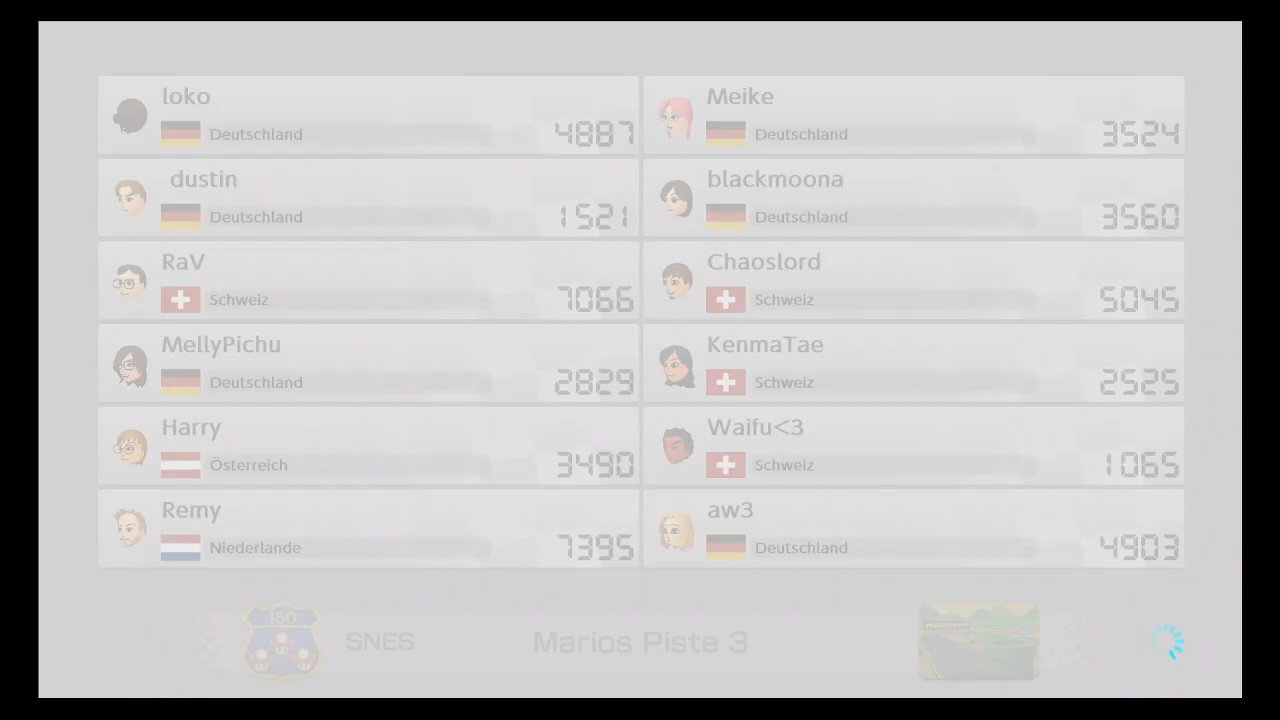 loko
Deutschland 4887
Meike
Deutschland 3524
dustin
Deutschland 1521
blackmoona
Deutschland 3560
RaV
Schweiz 7066
Chaoslord
Schweiz 5045
MellyPichu
Deutschland 2829
KenmaTae
Schweiz 2525
Harry
Österreich 3490
Waifu<3
Schweiz 1065
Remy
Niederlande 7395
aw3
Deutschland 4903
150 SNES Marios Piste 3